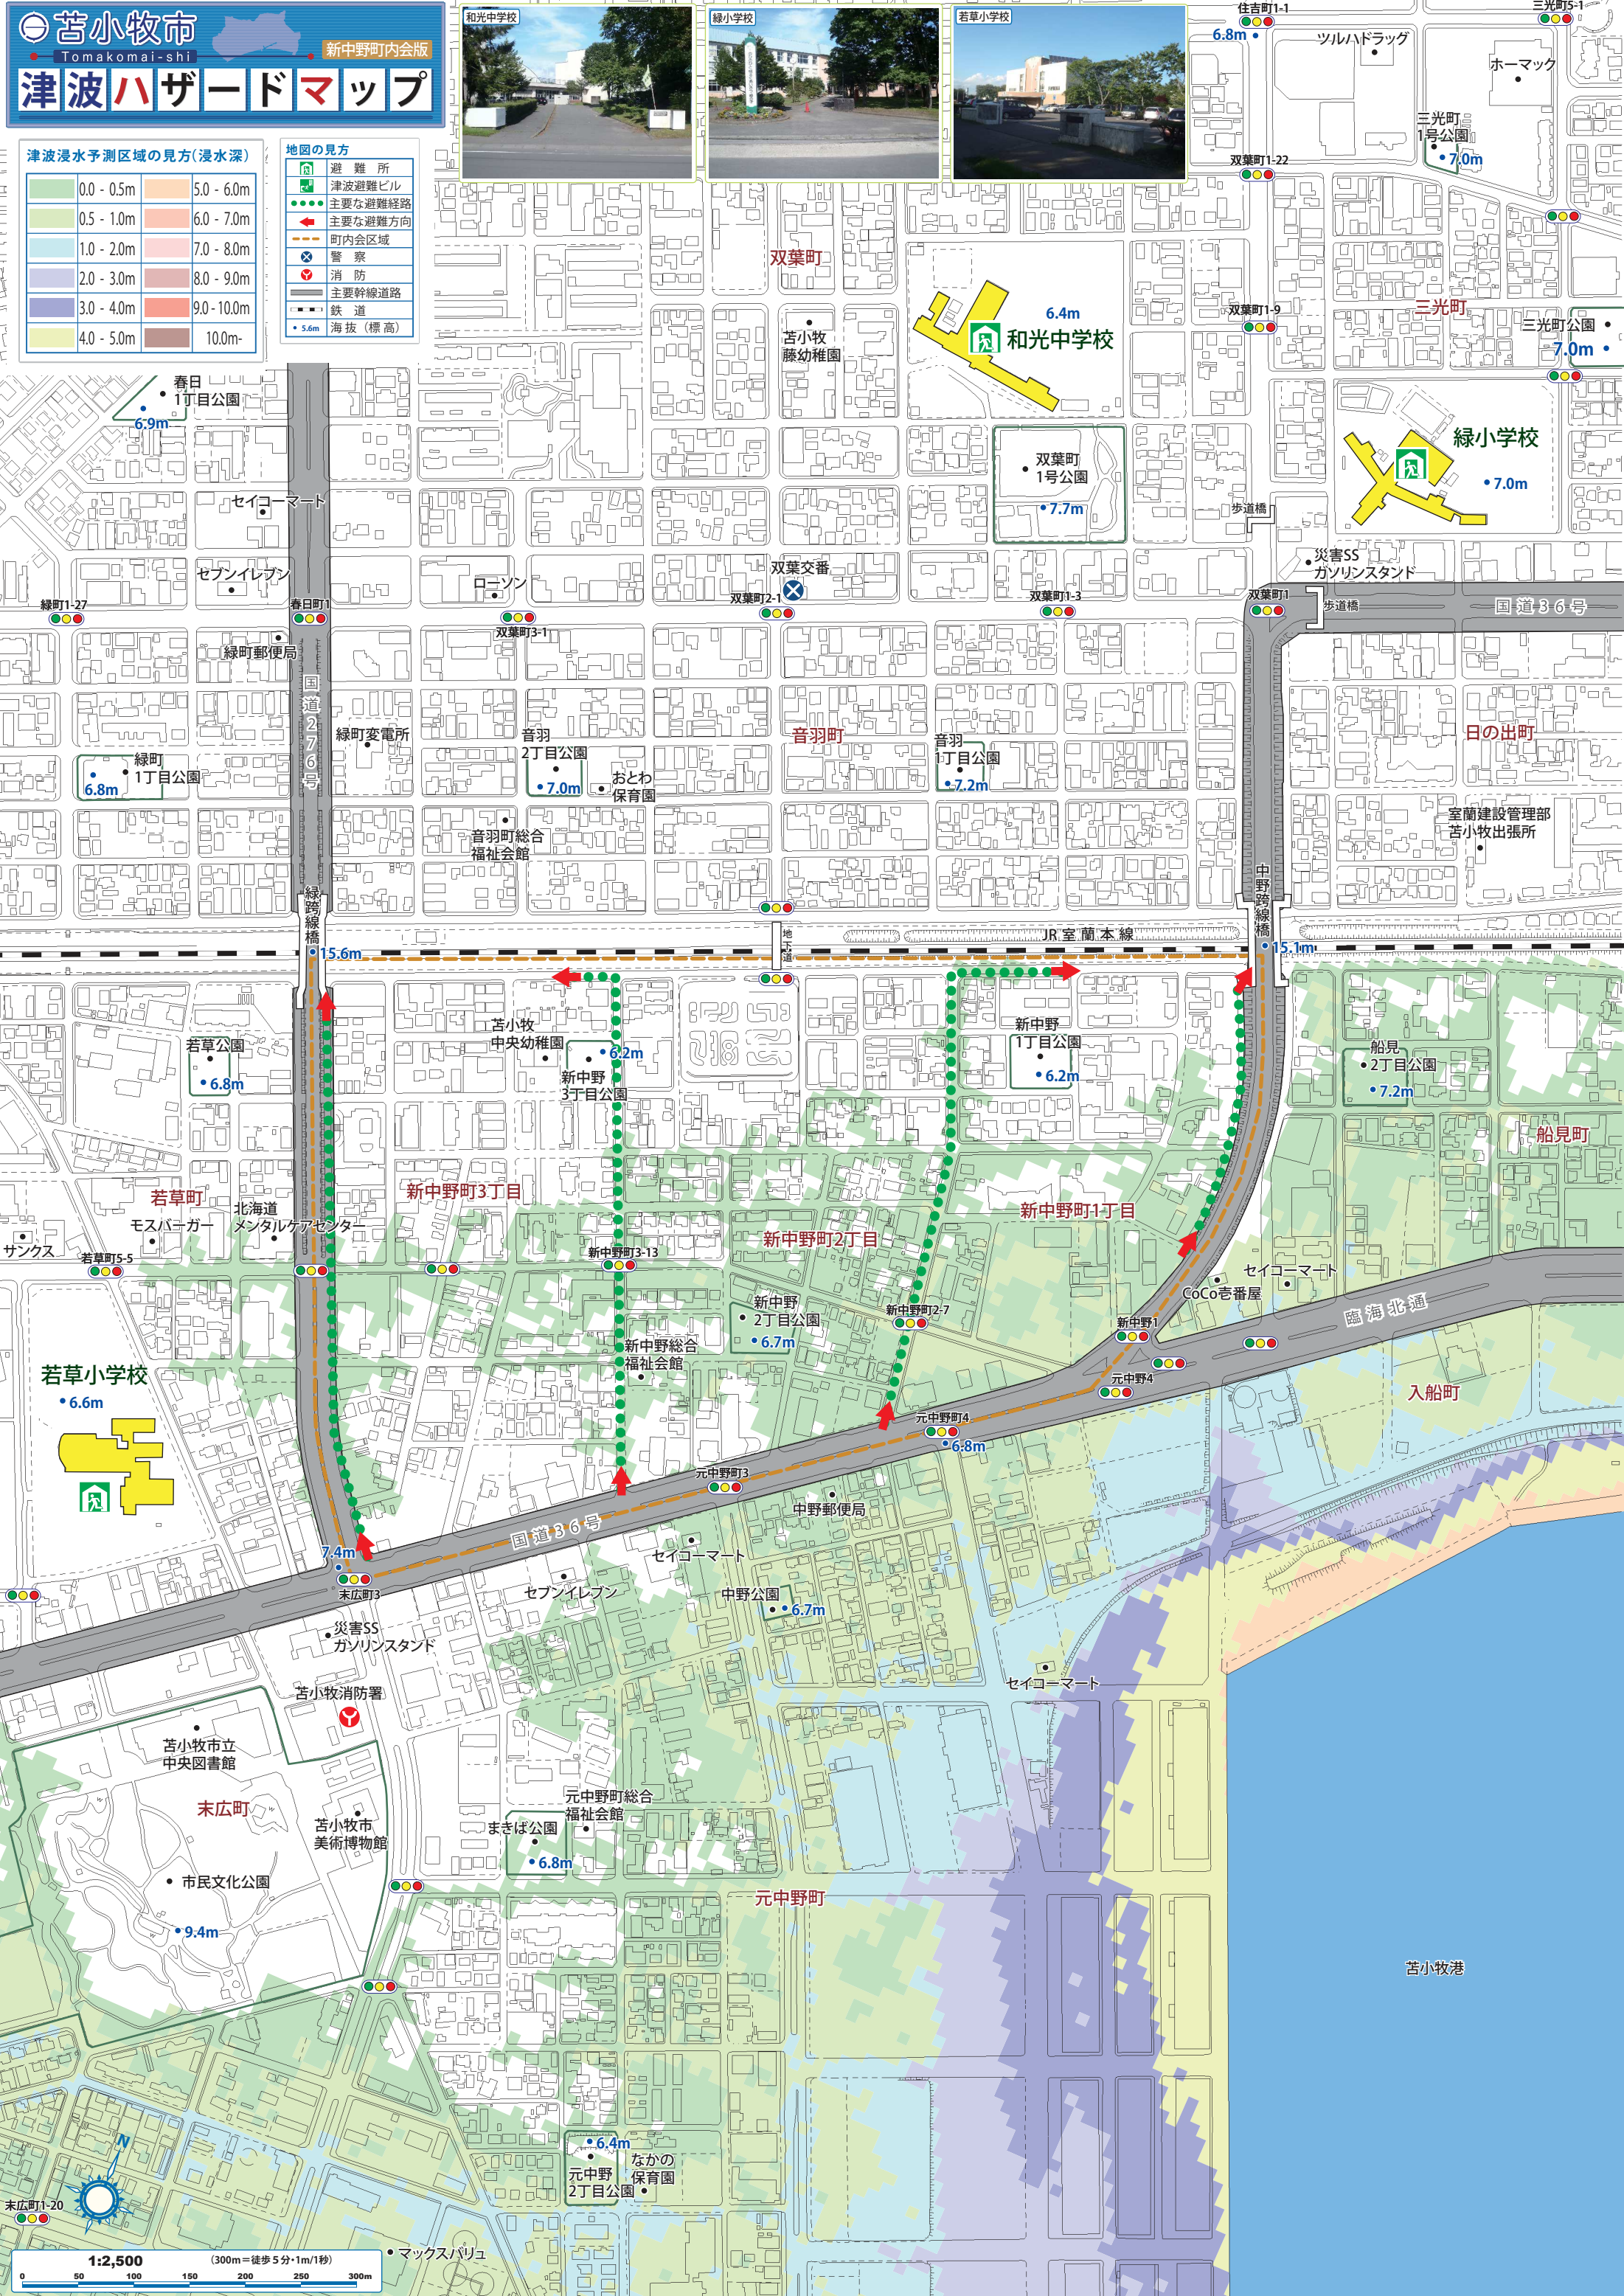 苫小牧市
Tomakomai-shi
新中野町内会版
津波ハザードマップ
津波浸水予測区域の見方(浸水深)
0.0 - 0.5m
5.0 - 6.0m
0.5 - 1.0m
6.0 - 7.0m
1.0 - 2.0m
7.0 - 8.0m
2.0 - 3.0m
8.0 - 9.0m
3.0 - 4.0m
9.0 - 10.0m
4.0 - 5.0m
10.0m-
地図の見方
避難所
津波避難ビル
主要な避難経路
主要な避難方向
町内会区域
警察
消防
主要幹線道路
鉄道
5.6m
海抜(標高)
和光中学校
緑小学校
若草小学校
住吉町1-1
6.8m
三光町5-1
ツルハドラッグ
ホーマック
三光町
1号公園
7.0m
双葉町1-22
双葉町
三光町
双葉町1-9
三光町公園
7.0m
苫小牧
藤幼稚園
6.4m
和光中学校
春日
1丁目公園
6.9m
緑小学校
7.0m
双葉町
1号公園
7.7m
歩道橋
セイコーマート
セブンイレブン
ローソン
双葉交番
災害SS
ガソリンスタンド
緑町1-27
春日町1
双葉町3-1
双葉町2-1
双葉町1-3
双葉町1
歩道橋
国道36号
緑町郵便局
国道276号
緑町変電所
音羽
2丁目公園
7.0m
おとわ
保育園
音羽町
音羽
1丁目公園
7.2m
日の出町
緑町
1丁目公園
6.8m
音羽町総合
福祉会館
室蘭建設管理部
苫小牧出張所
緑跨線橋
15.6m
地下道
JR室蘭本線
中野跨線橋
15.1m
若草公園
6.8m
苫小牧
中央幼稚園
6.2m
新中野
3丁目公園
新中野
1丁目公園
6.2m
船見
2丁目公園
7.2m
船見町
若草町
モスバーガー
北海道
メンタルケアセンター
新中野町3丁目
新中野町2丁目
新中野町1丁目
サンクス
若草町5-5
新中野町3-13
新中野
2丁目公園
6.7m
新中野町2-7
新中野1
CoCo壱番屋
セイコーマート
臨海北通
新中野総合
福祉会館
若草小学校
6.6m
元中野4
入船町
元中野町4
6.8m
元中野町3
中野郵便局
国道36号
7.4m
末広町3
セイコーマート
セブンイレブン
中野公園
6.7m
災害SS
ガソリンスタンド
セイコーマート
苫小牧消防署
苫小牧市立
中央図書館
末広町
苫小牧市
美術博物館
市民文化公園
9.4m
元中野町総合
福祉会館
まきば公園
6.8m
元中野町
苫小牧港
6.4m
元中野
2丁目公園
なかの
保育園
N
末広町1-20
マックスバリュ
1:2,500
(300m=徒歩5分・1m/1秒)
0 50 100 150 200 250 300m